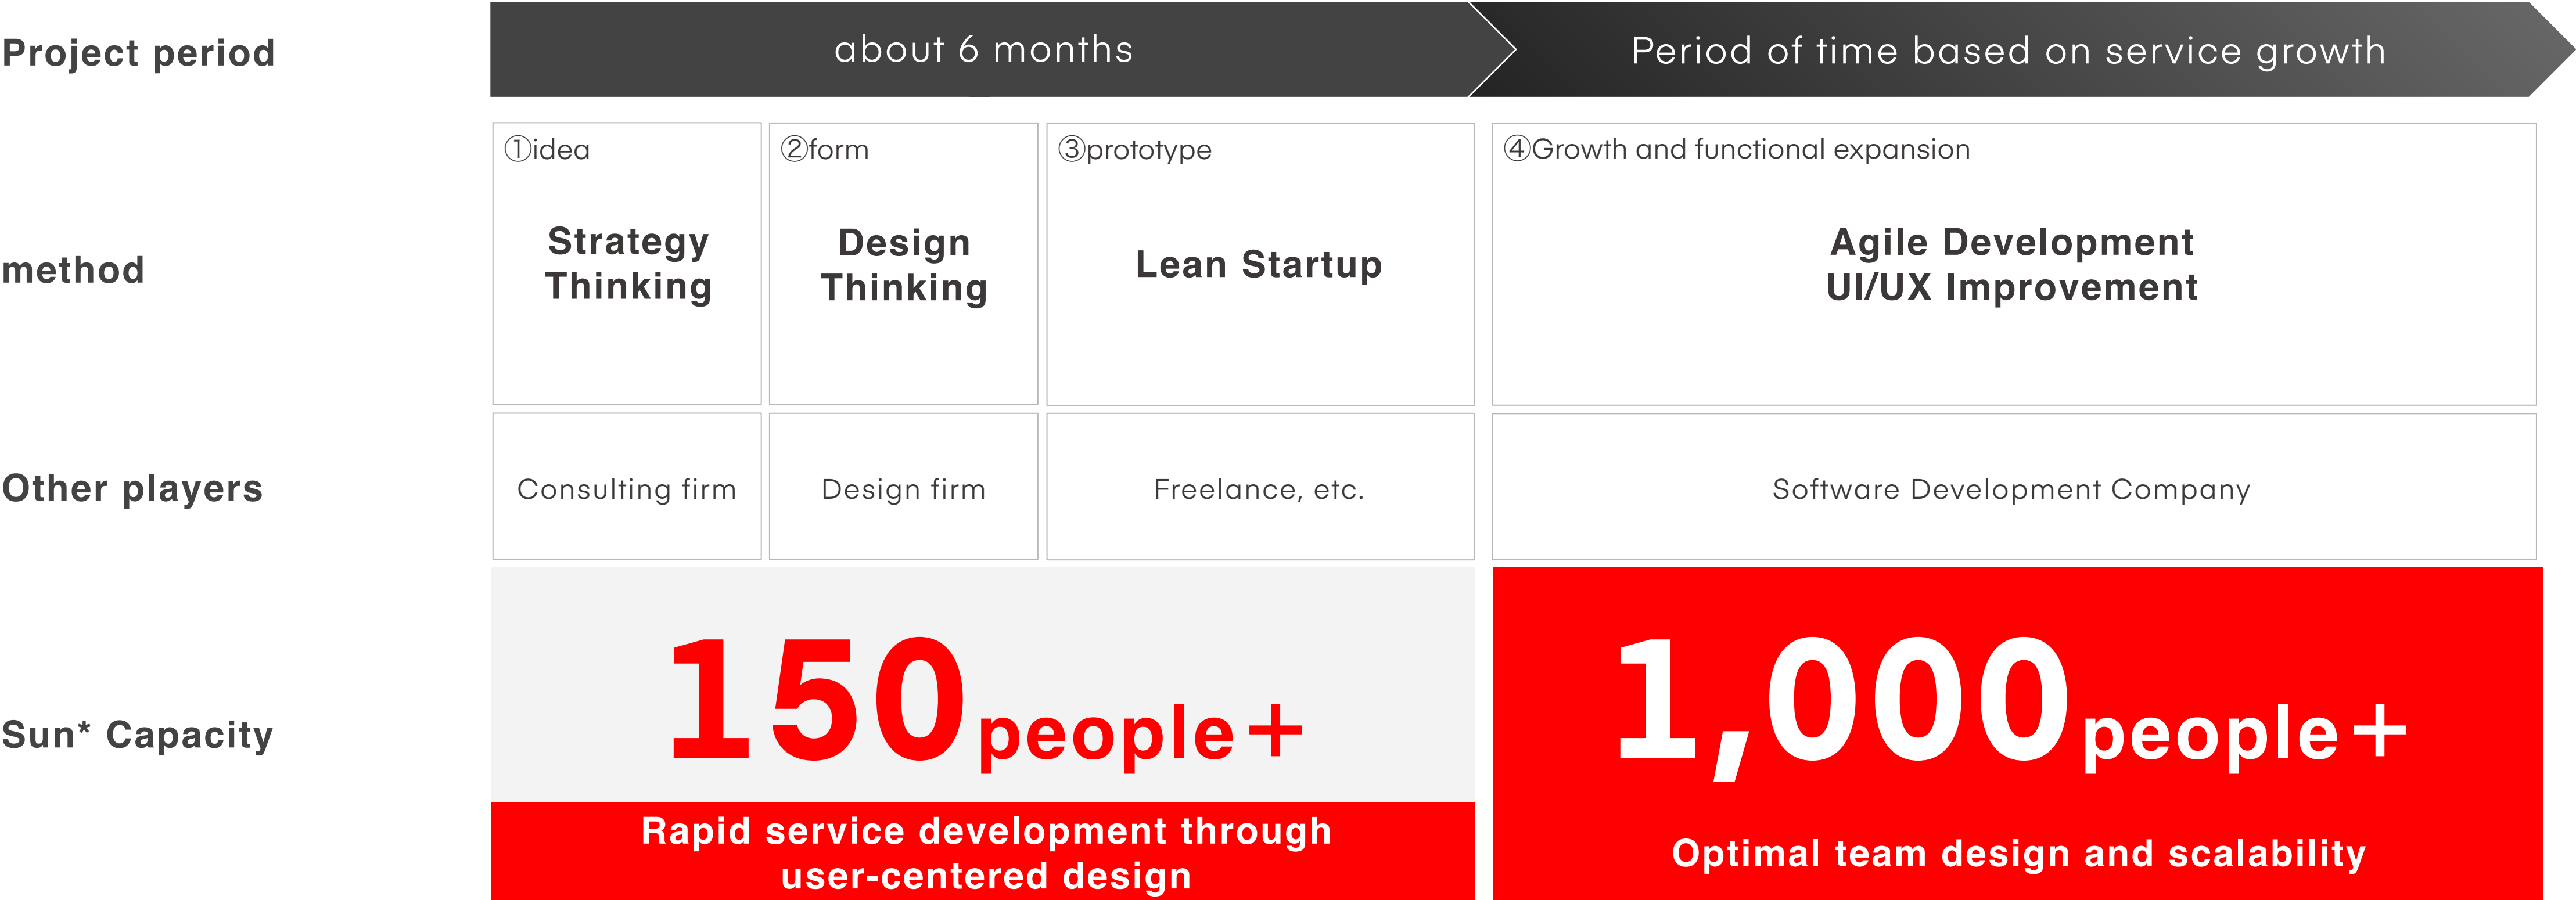 Project period
about 6 months
Period of time based on service growth
method
①idea
Strategy
Thinking
②form
Design
Thinking
③prototype
Lean Startup
④Growth and functional expansion
Agile Development
UI/UX Improvement
Other players
Consulting firm
Design firm
Freelance, etc.
Software Development Company
Sun* Capacity
150people+
Rapid service development through
user-centered design
1,000people+
Optimal team design and scalability